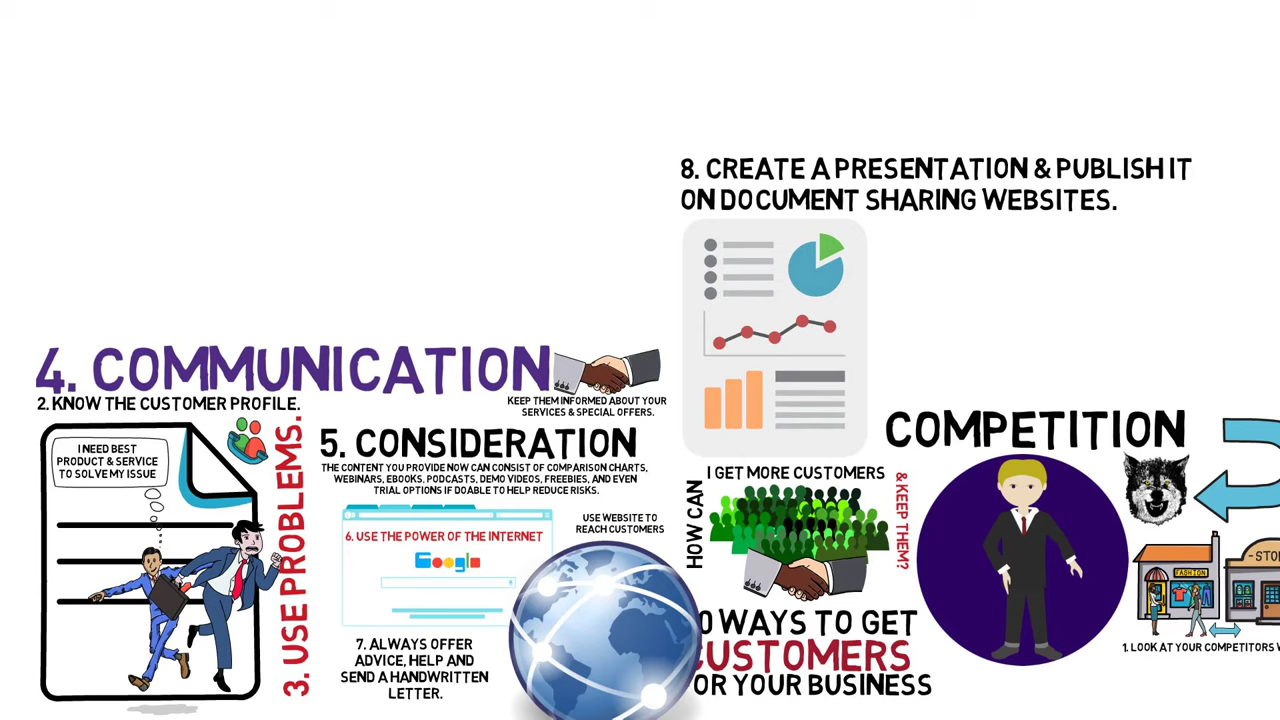 8. CREATE A PRESENTATION & PUBLISH IT
ON DOCUMENT SHARING WEBSITES.
4. COMMUNICATION
KEEP THEM INFORMED ABOUT YOUR
SERVICES & SPECIAL OFFERS.
2. KNOW THE CUSTOMER PROFILE.
I NEED BEST
PRODUCT & SERVICE
TO SOLVE MY ISSUE
3. USE PROBLEMS.
5. CONSIDERATION
THE CONTENT YOU PROVIDE NOW CAN CONSIST OF COMPARISON CHARTS,
WEBINARS, EBOOKS, PODCASTS, DEMO VIDEOS, FREEBIES, AND EVEN
TRIAL OPTIONS IF DOABLE TO HELP REDUCE RISKS.
USE WEBSITE TO
REACH CUSTOMERS
6. USE THE POWER OF THE INTERNET
7. ALWAYS OFFER
ADVICE, HELP AND
SEND A HANDWRITTEN
LETTER.
HOW CAN
I GET MORE CUSTOMERS
& KEEP THEM?
0 WAYS TO GET
CUSTOMERS
OR YOUR BUSINESS
COMPETITION
FASHION
-STO
1. LOOK AT YOUR COMPETITORS